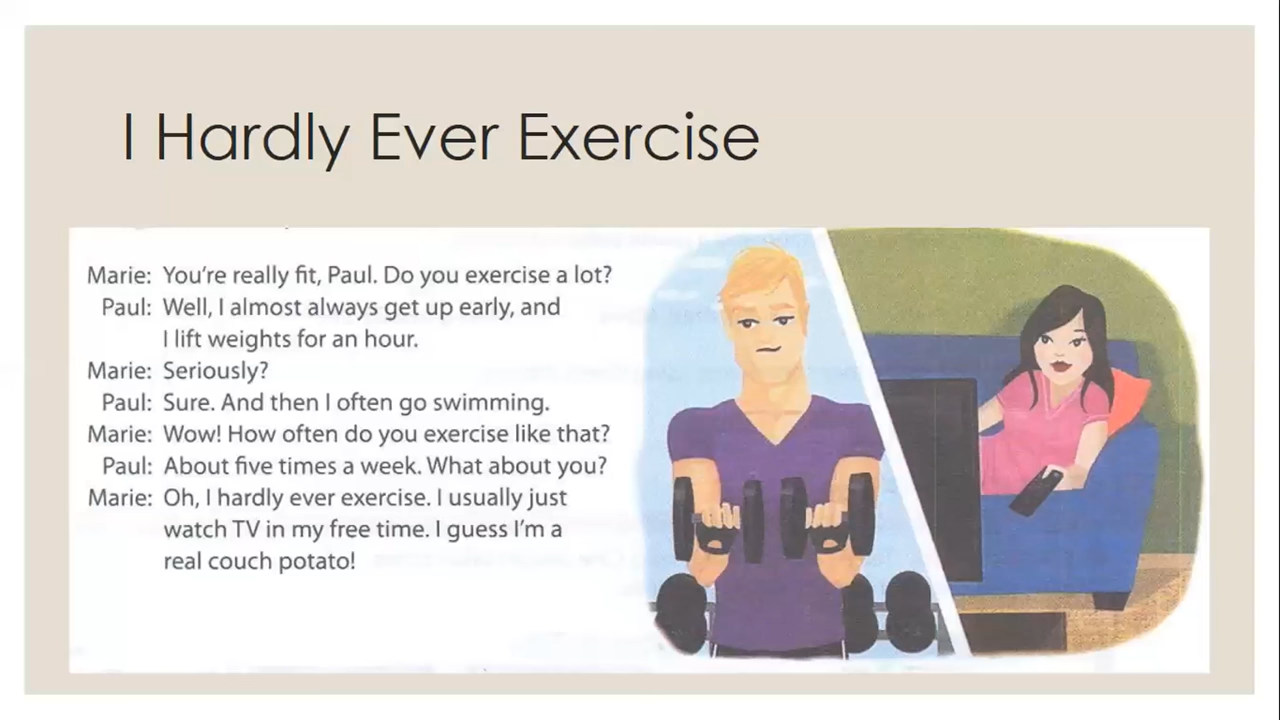 I Hardly Ever Exercise
Marie: You're really fit, Paul. Do you exercise a lot?
Paul: Well, I almost always get up early, and
I lift weights for an hour.
Marie: Seriously?
Paul: Sure. And then I often go swimming.
Marie: Wow! How often do you exercise like that?
Paul: About five times a week. What about you?
Marie: Oh, I hardly ever exercise. I usually just
watch TV in my free time. I guess I'm a
real couch potato!